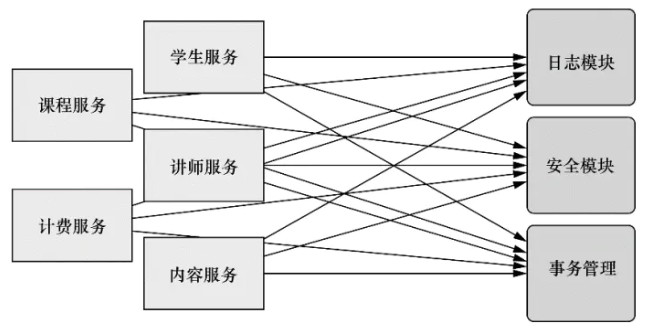 学生服务
日志模块
课程服务
讲师服务
安全模块
计费服务
内容服务
事务管理